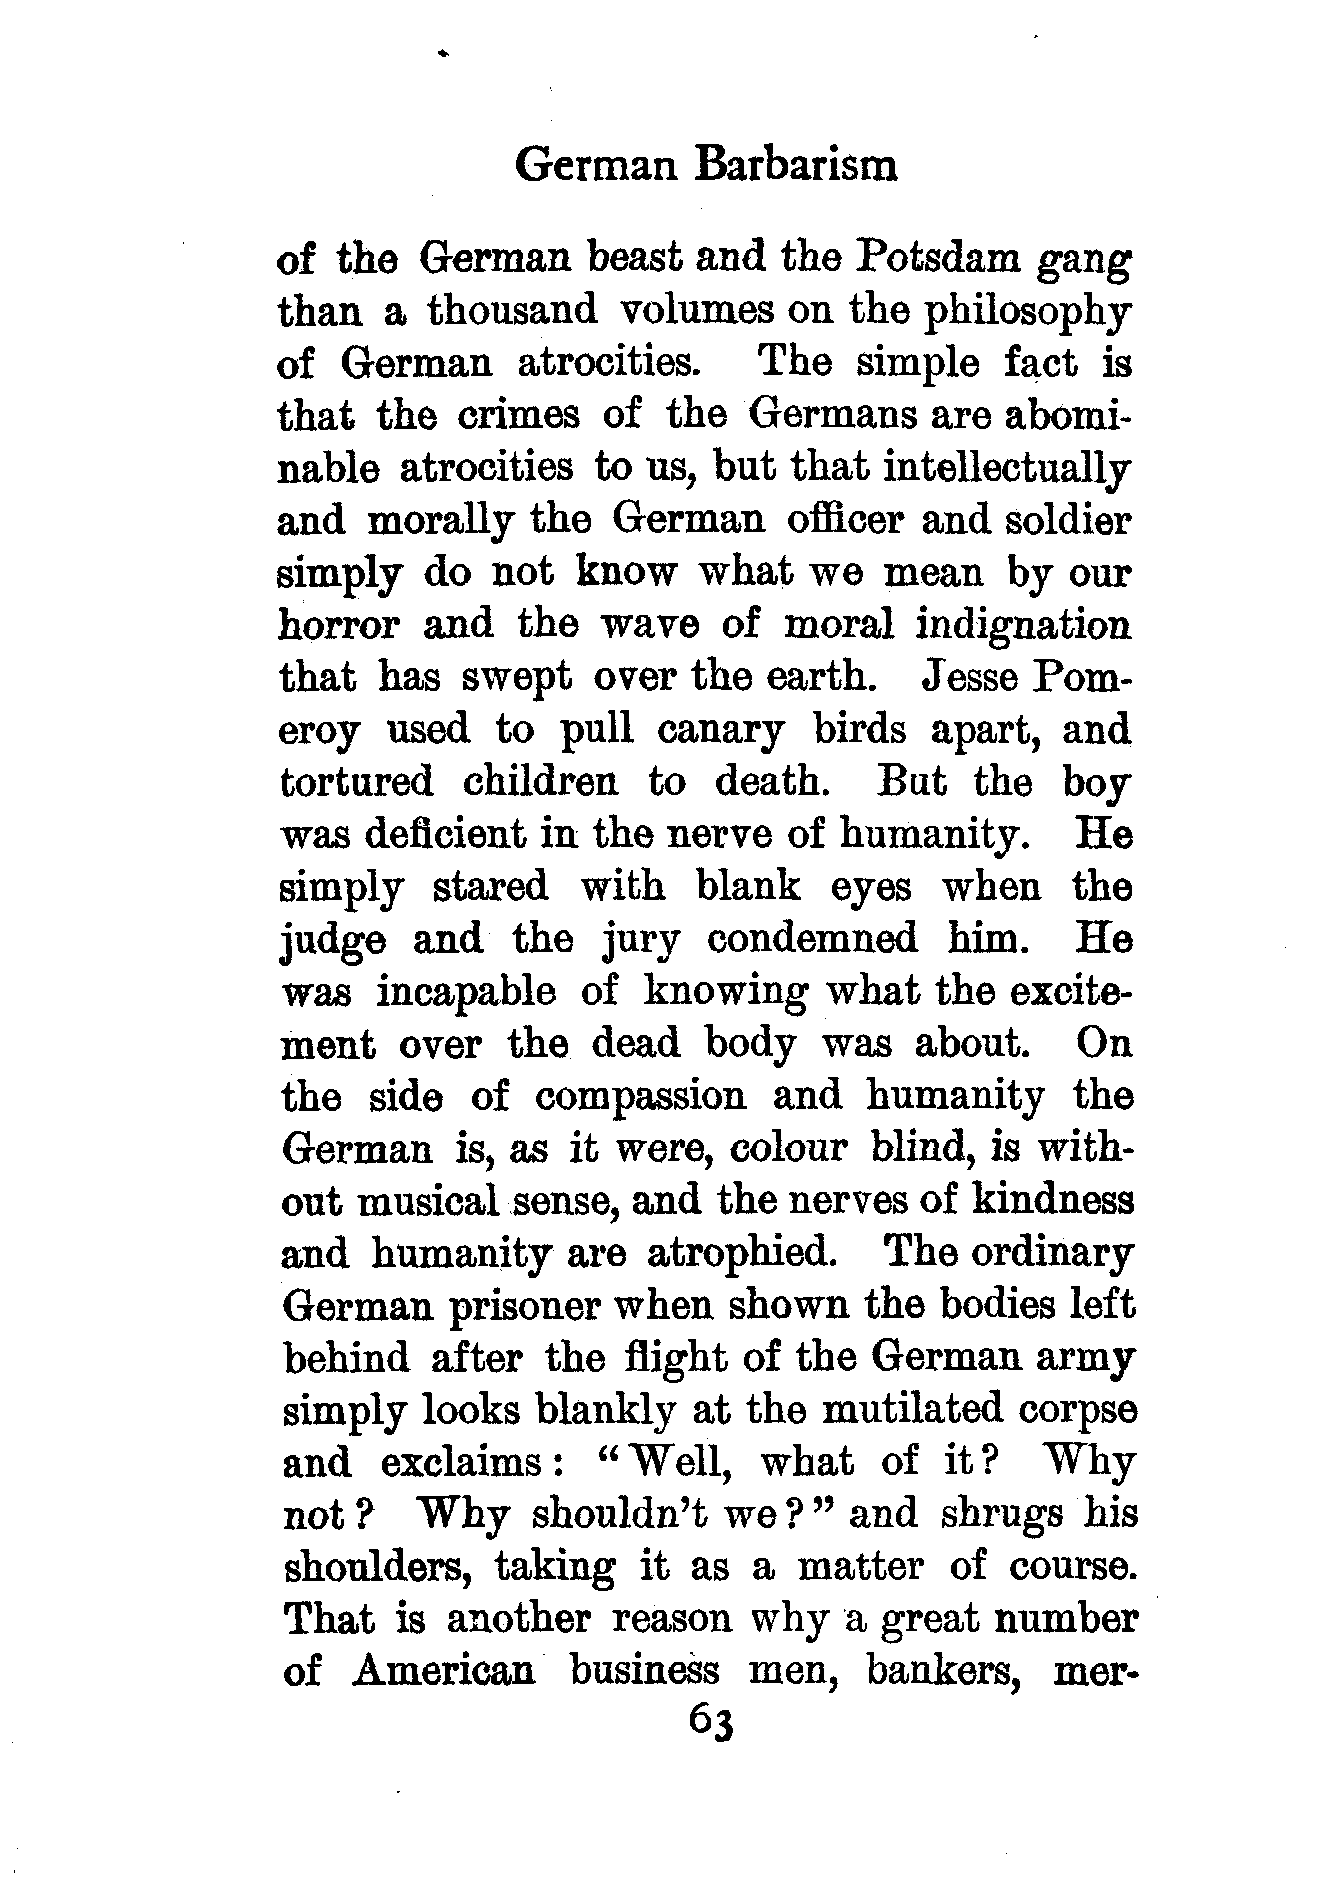 German Barbarism
of the German beast and the Potsdam gang
than a thousand volumes on the philosophy
of German atrocities. The simple fact is
that the crimes of the Germans are abomi-
nable atrocities to us, but that intellectually
and morally the German officer and soldier
simply do not know what we mean by our
horror and the wave of moral indignation
that has swept over the earth. Jesse Pom-
eroy used to pull canary birds apart, and
tortured children to death. But the boy
was deficient in the nerve of humanity. He
simply stared with blank eyes when the
judge and the jury condemned him. He
was incapable of knowing what the excite-
ment over the dead body was about. On
the side of compassion and humanity the
German is, as it were, colour blind, is with-
out musical sense, and the nerves of kindness
and humanity are atrophied. The ordinary
German prisoner when shown the bodies left
behind after the flight of the German army
simply looks blankly at the mutilated corpse
and exclaims: "Well, what of it? Why
not? Why shouldn't we?" and shrugs his
shoulders, taking it as a matter of course.
That is another reason why a great number
of American business men, bankers, mer-
63